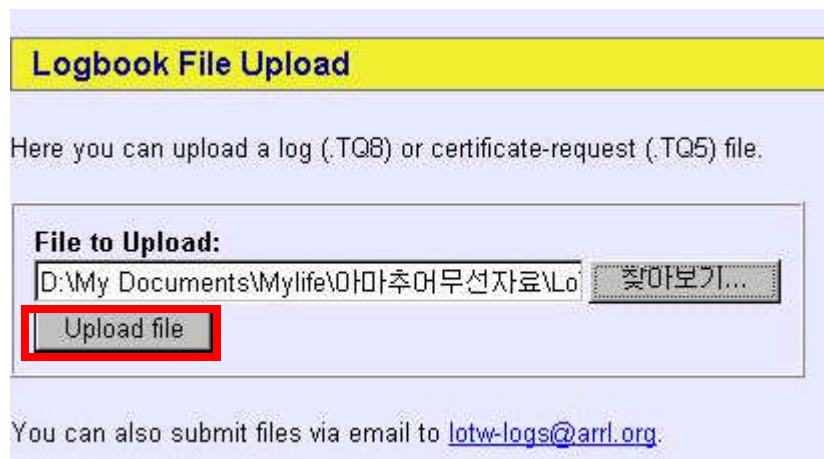 Logbook File Upload
Here you can upload a log (.TQ8) or certificate-request (.TQ5) file.
File to Upload:
D:\My Documents\Mylife\아마추어무선자료\Lo
찾아보기...
Upload file
You can also submit files via email to lotw-logs@arrl.org.